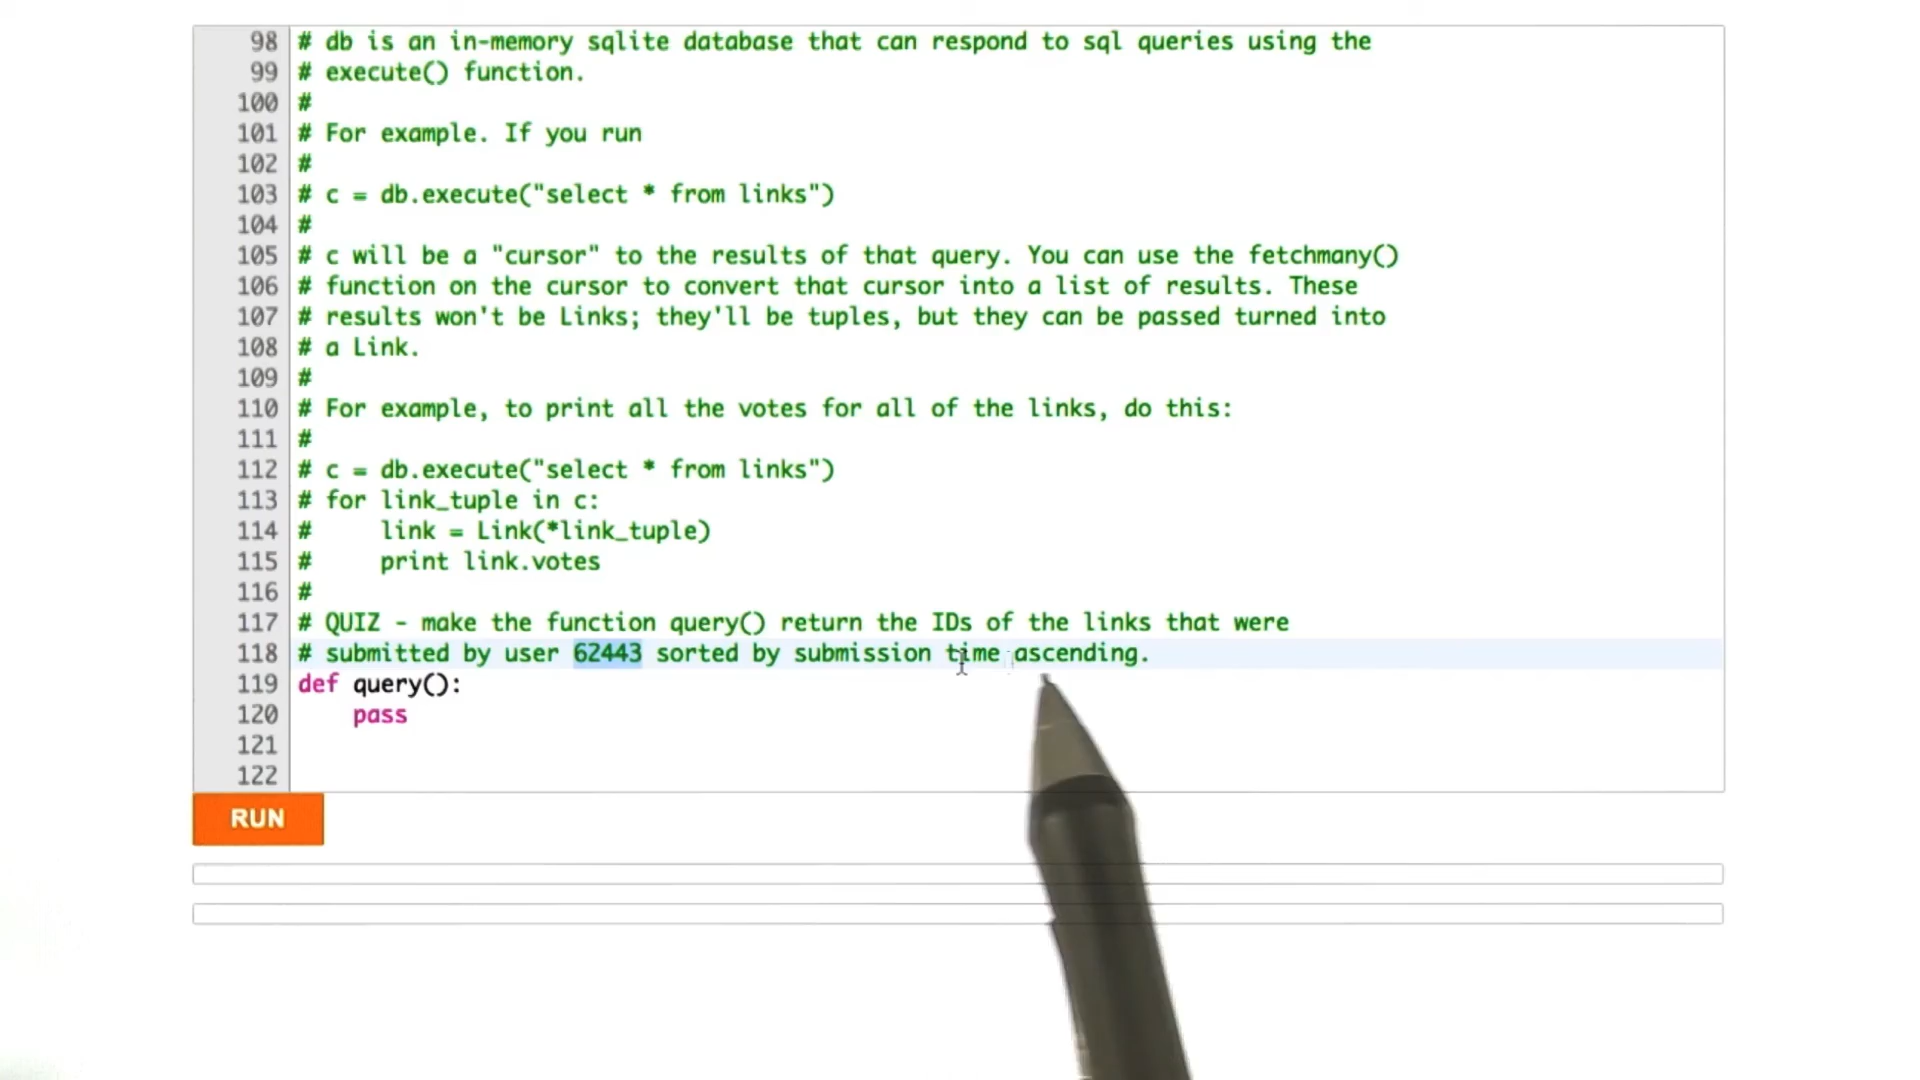 98 # db is an in-memory sqlite database that can respond to sql queries using the
99 # execute() function.
100 #
101 # For example. If you run
102 #
103 # c = db.execute("select * from links")
104 #
105 # c will be a "cursor" to the results of that query. You can use the fetchmany()
106 # function on the cursor to convert that cursor into a list of results. These
107 # results won't be Links; they'll be tuples, but they can be passed turned into
108 # a Link.
109 #
110 # For example, to print all the votes for all of the links, do this:
111 #
112 # c = db.execute("select * from links")
113 # for link_tuple in c:
114 #     link = Link(*link_tuple)
115 #     print link.votes
116 #
117 # QUIZ - make the function query() return the IDs of the links that were
118 # submitted by user 62443 sorted by submission time ascending.
119 def query():
120     pass
121
122
RUN